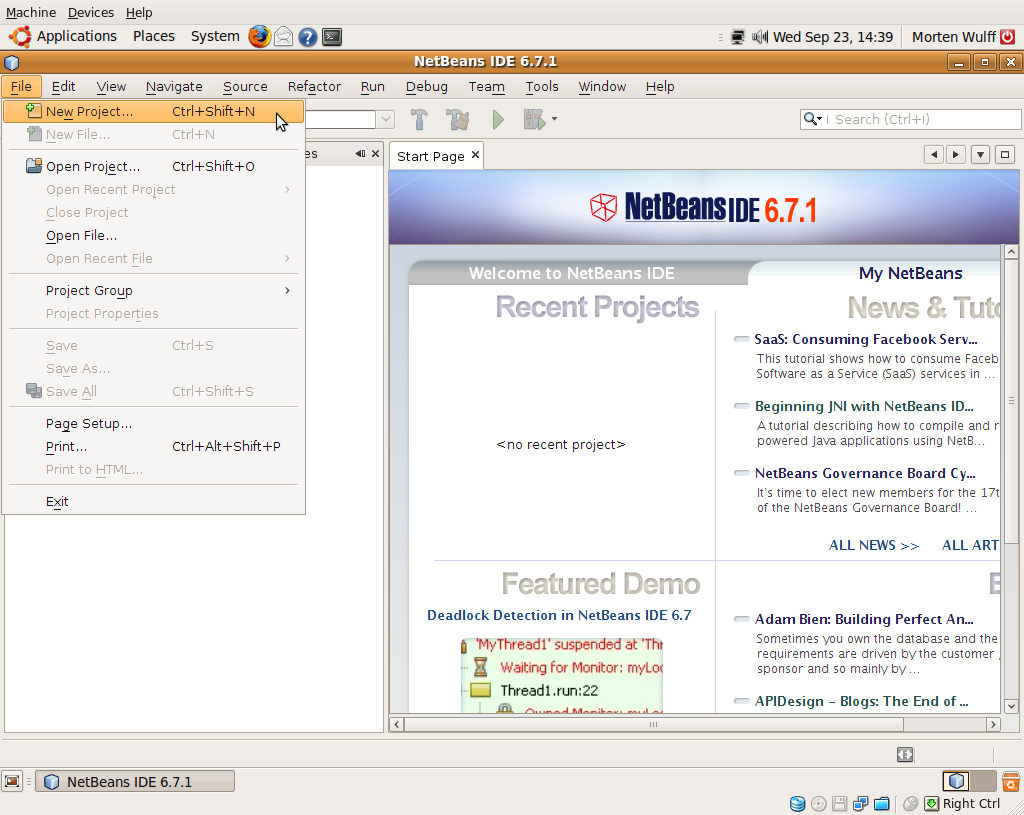 Machine Devices Help
Applications Places System Wed Sep 23, 14:39 Morten Wulff
NetBeans IDE 6.7.1
File Edit View Navigate Source Refactor Run Debug Team Tools Window Help
New Project... Ctrl+Shift+N
New File... Ctrl+N
Open Project... Ctrl+Shift+O
Open Recent Project
Close Project
Open File...
Open Recent File
Project Group
Project Properties
Save Ctrl+S
Save As...
Save All Ctrl+Shift+S
Page Setup...
Print... Ctrl+Alt+Shift+P
Print to HTML...
Exit
Search (Ctrl+I)
es
Start Page
NetBeans IDE 6.7.1
Welcome to NetBeans IDE
My NetBeans
Recent Projects
<no recent project>
News & Tuto
SaaS: Consuming Facebook Serv...
This tutorial shows how to consume Faceb
Software as a Service (SaaS) services in ...
Beginning JNI with NetBeans ID...
A tutorial describing how to compile and r
powered Java applications using NetB...
NetBeans Governance Board Cy...
It's time to elect new members for the 17t
of the NetBeans Governance Board! ...
ALL NEWS >> ALL ART
Featured Demo
Deadlock Detection in NetBeans IDE 6.7
'MyThread1' suspended at 'Thr
Waiting for Monitor: myLoc
Thread1.run:22
Owned Monitor: myLo
Adam Bien: Building Perfect An...
Sometimes you own the database and the
requirements are driven by the customer
sponsor and so mainly by ...
APIDesign - Blogs: The End of ...
NetBeans IDE 6.7.1
Right Ctrl